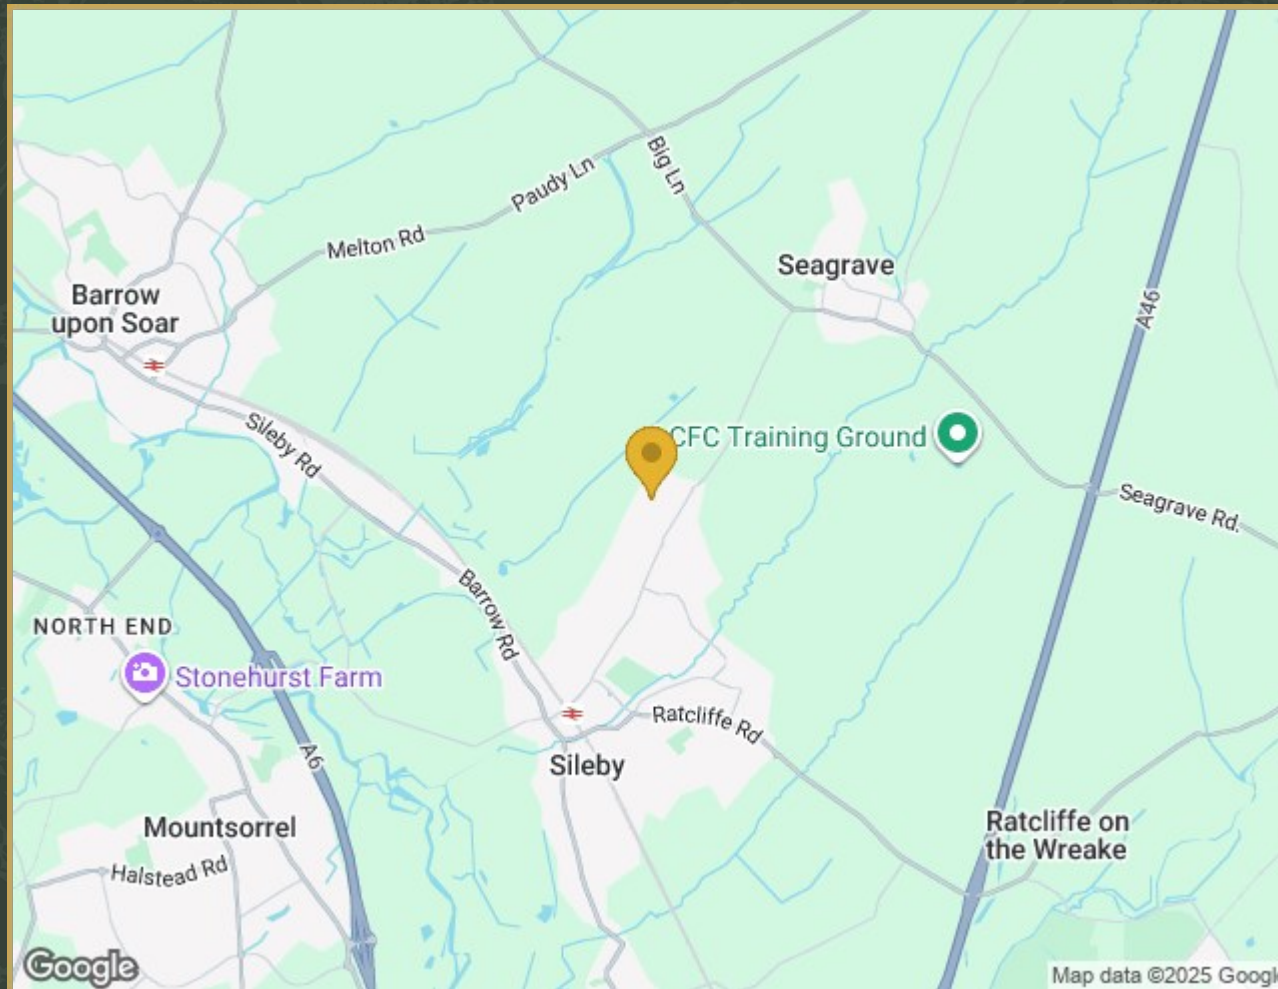 Big Ln
Paudy Ln
Melton Rd
Seagrave
Barrow
upon Soar
A46
Sileby Rd
CFC Training Ground
Seagrave Rd.
Barrow Rd
NORTH END
Stonehurst Farm
Ratcliffe Rd
A6
Sileby
Mountsorrel
Ratcliffe on
the Wreake
Halstead Rd
Google
Map data ©2025 Google